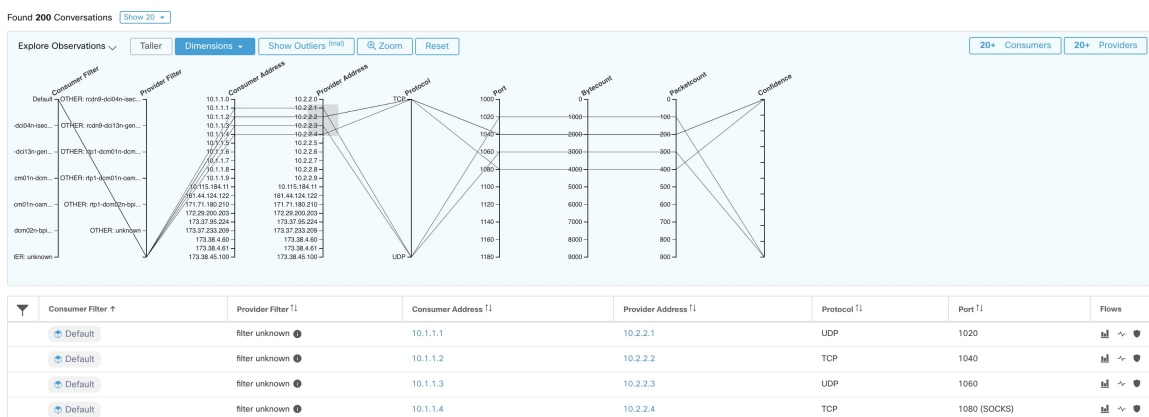 Found 200 Conversations Show 20
Explore Observations Taller Dimensions Show Outliers (trial) Zoom Reset 20+ Consumers 20+ Providers
Consumer Filter
Default
-dci04n-isec...
-dci13n-gen...
cm01n-dcm...
cm01n-oam...
dcm02n-bpi...
IER: unknown
Provider Filter
OTHER: rcdn9-dci04n-isec...
OTHER: rcdn9-dci13n-gen...
OTHER: rtp1-dcm01n-dcm...
OTHER: rtp1-dcm01n-oam...
OTHER: rtp1-dcm02n-bpi...
OTHER: unknown
Consumer Address
10.1.1.0
10.1.1.1
10.1.1.2
10.1.1.3
10.1.1.4
10.1.1.5
10.1.1.6
10.1.1.7
10.1.1.8
10.1.1.9
10.115.184.11
161.44.124.122
171.71.180.210
172.29.200.203
173.37.95.224
173.37.233.209
173.38.4.60
173.38.4.61
173.38.45.100
Provider Address
10.2.2.0
10.2.2.1
10.2.2.2
10.2.2.3
10.2.2.4
10.2.2.5
10.2.2.6
10.2.2.7
10.2.2.8
10.2.2.9
10.115.184.11
161.44.124.122
171.71.180.210
172.29.200.203
173.37.95.224
173.37.233.209
173.38.4.60
173.38.4.61
173.38.45.100
Protocol
TCP
UDP
Port
1000
1020
1040
1060
1080
1100
1120
1140
1160
1180
Bytecount
0
1000
2000
3000
4000
5000
6000
7000
8000
9000
Packetcount
0
100
200
300
400
500
600
700
800
900
Confidence
Consumer Filter ↑ Provider Filter ↑↓ Consumer Address ↑↓ Provider Address ↑↓ Protocol ↑↓ Port ↑↓ Flows
Default filter unknown 10.1.1.1 10.2.2.1 UDP 1020
Default filter unknown 10.1.1.2 10.2.2.2 TCP 1040
Default filter unknown 10.1.1.3 10.2.2.3 UDP 1060
Default filter unknown 10.1.1.4 10.2.2.4 TCP 1080 (SOCKS)